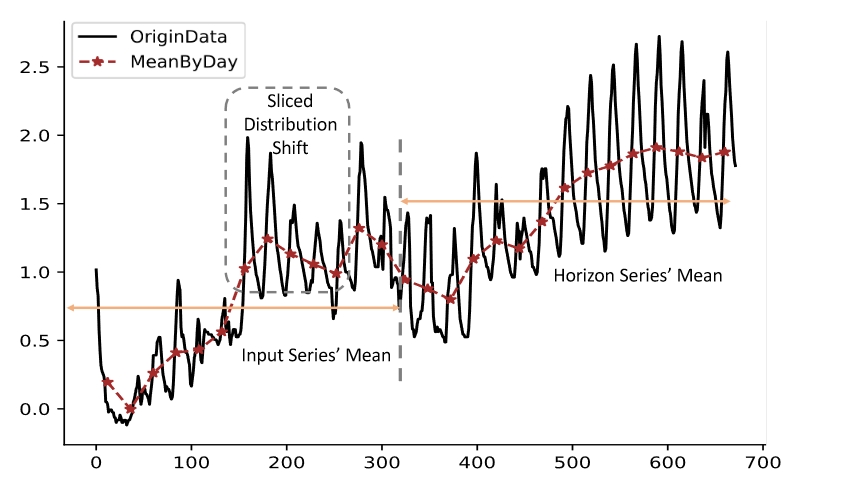 OriginData
MeanByDay
Sliced
Distribution
Shift
2.5
2.0
1.5
1.0
0.5
0.0
Horizon Series’ Mean
Input Series’ Mean
0 100 200 300 400 500 600 700